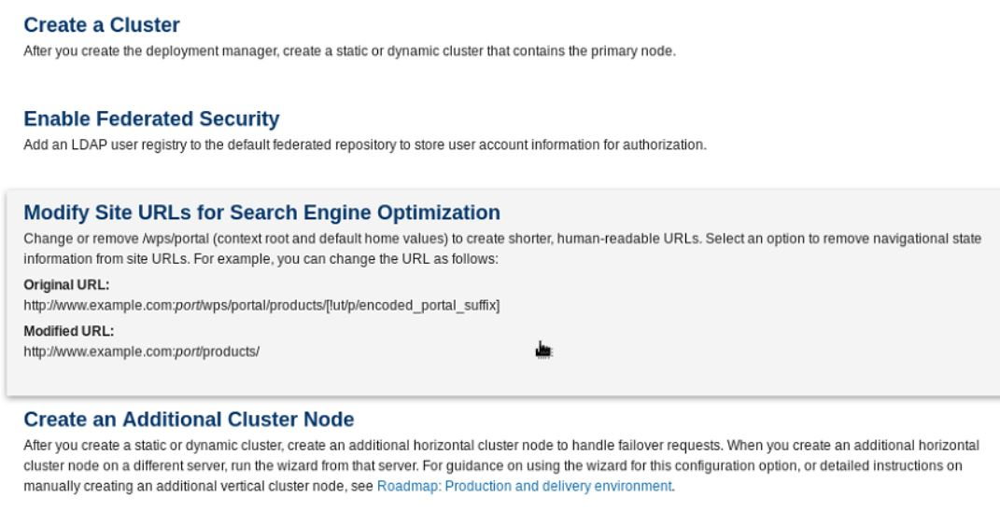 Create a Cluster
After you create the deployment manager, create a static or dynamic cluster that contains the primary node.
Enable Federated Security
Add an LDAP user registry to the default federated repository to store user account information for authorization.
Modify Site URLs for Search Engine Optimization
Change or remove /wps/portal (context root and default home values) to create shorter, human-readable URLs. Select an option to remove navigational state
information from site URLs. For example, you can change the URL as follows:
Original URL:
http://www.example.com:port/wps/portal/products/[!ut/p/encoded_portal_suffix]
Modified URL:
http://www.example.com:port/products/
Create an Additional Cluster Node
After you create a static or dynamic cluster, create an additional horizontal cluster node to handle failover requests. When you create an additional horizontal
cluster node on a different server, run the wizard from that server. For guidance on using the wizard for this configuration option, or detailed instructions on
manually creating an additional vertical cluster node, see Roadmap: Production and delivery environment.